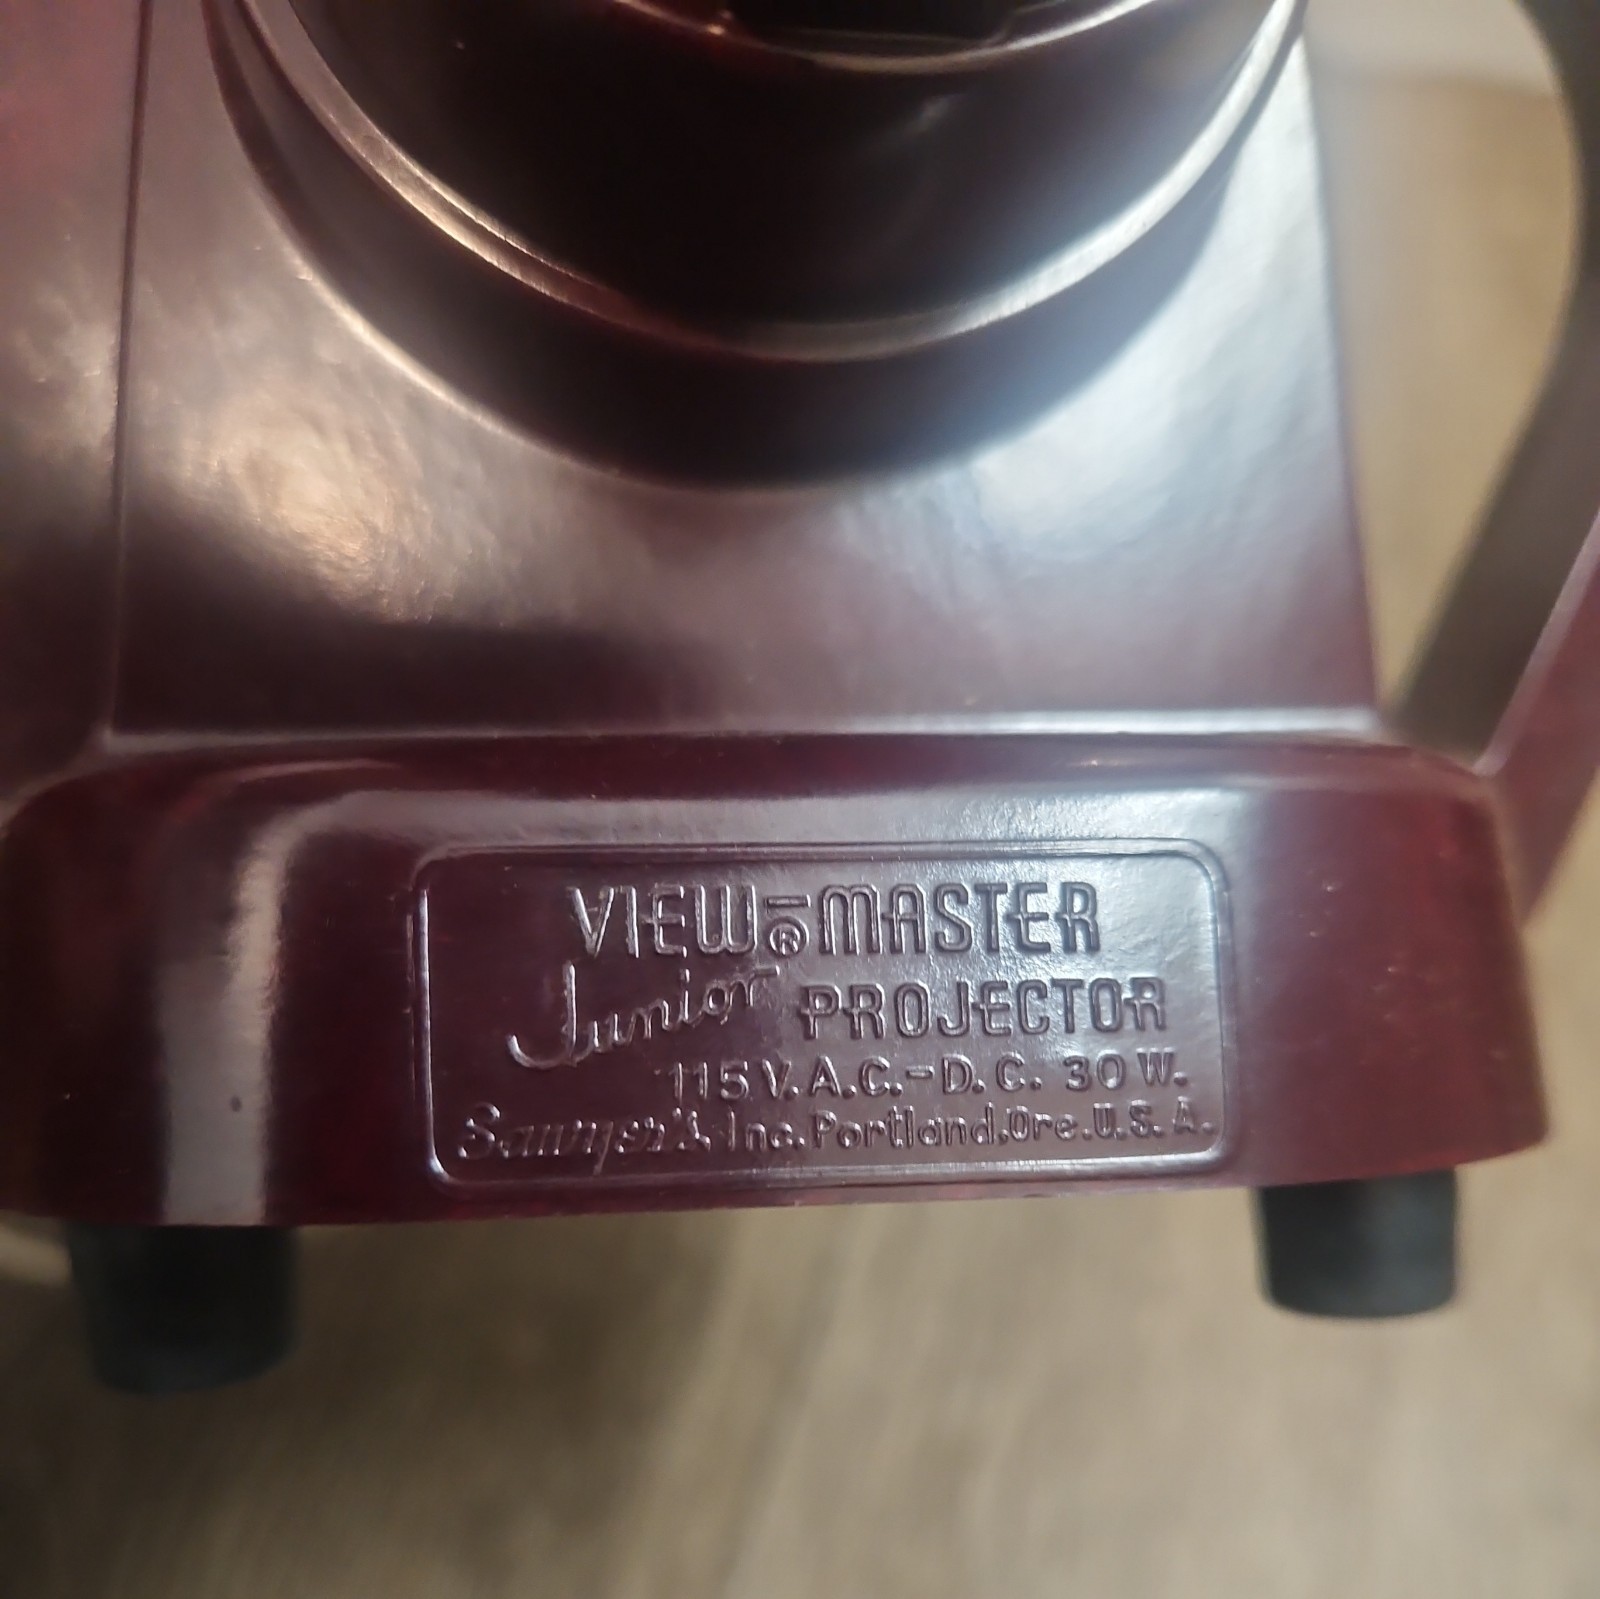 VIEW-MASTER ®
Junior PROJECTOR
115 V. A.C.-D.C. 30 W.
Sawyer's Inc. Portland, Ore. U.S.A.